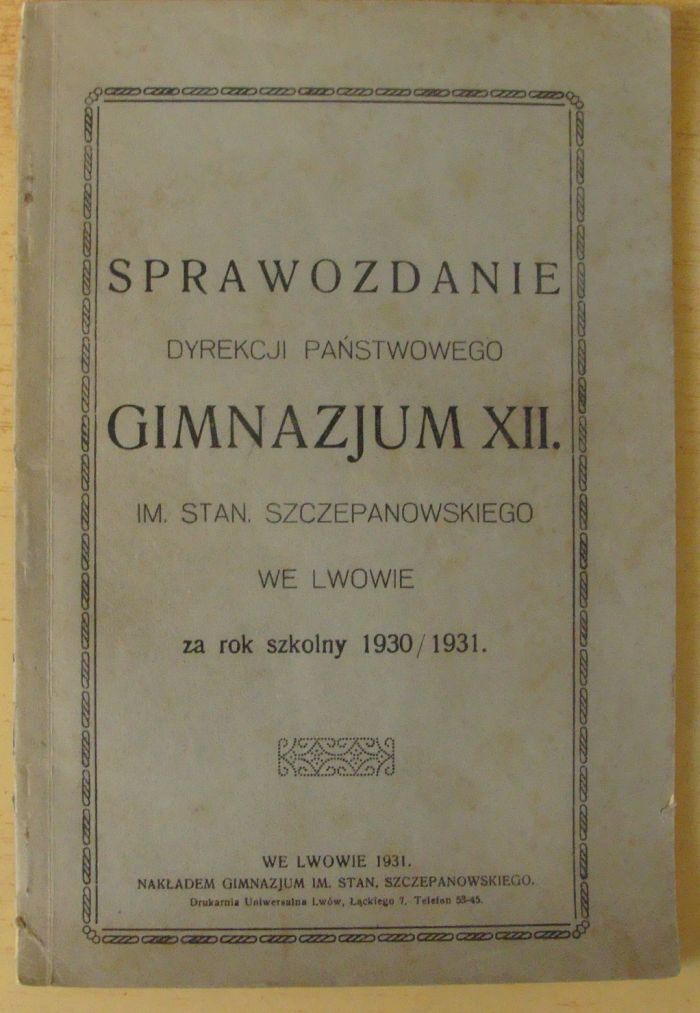 SPRAWOZDANIE
DYREKCJI PAŃSTWOWEGO
GIMNAZJUM XII.
IM. STAN. SZCZEPANOWSKIEGO
WE LWOWIE
za rok szkolny 1930/1931.
WE LWOWIE 1931.
NAKŁADEM GIMNAZJUM IM. STAN. SZCZEPANOWSKIEGO.
Drukarnia Uniwersalna Lwów, Łąckiego 7. Telefon 53-45.